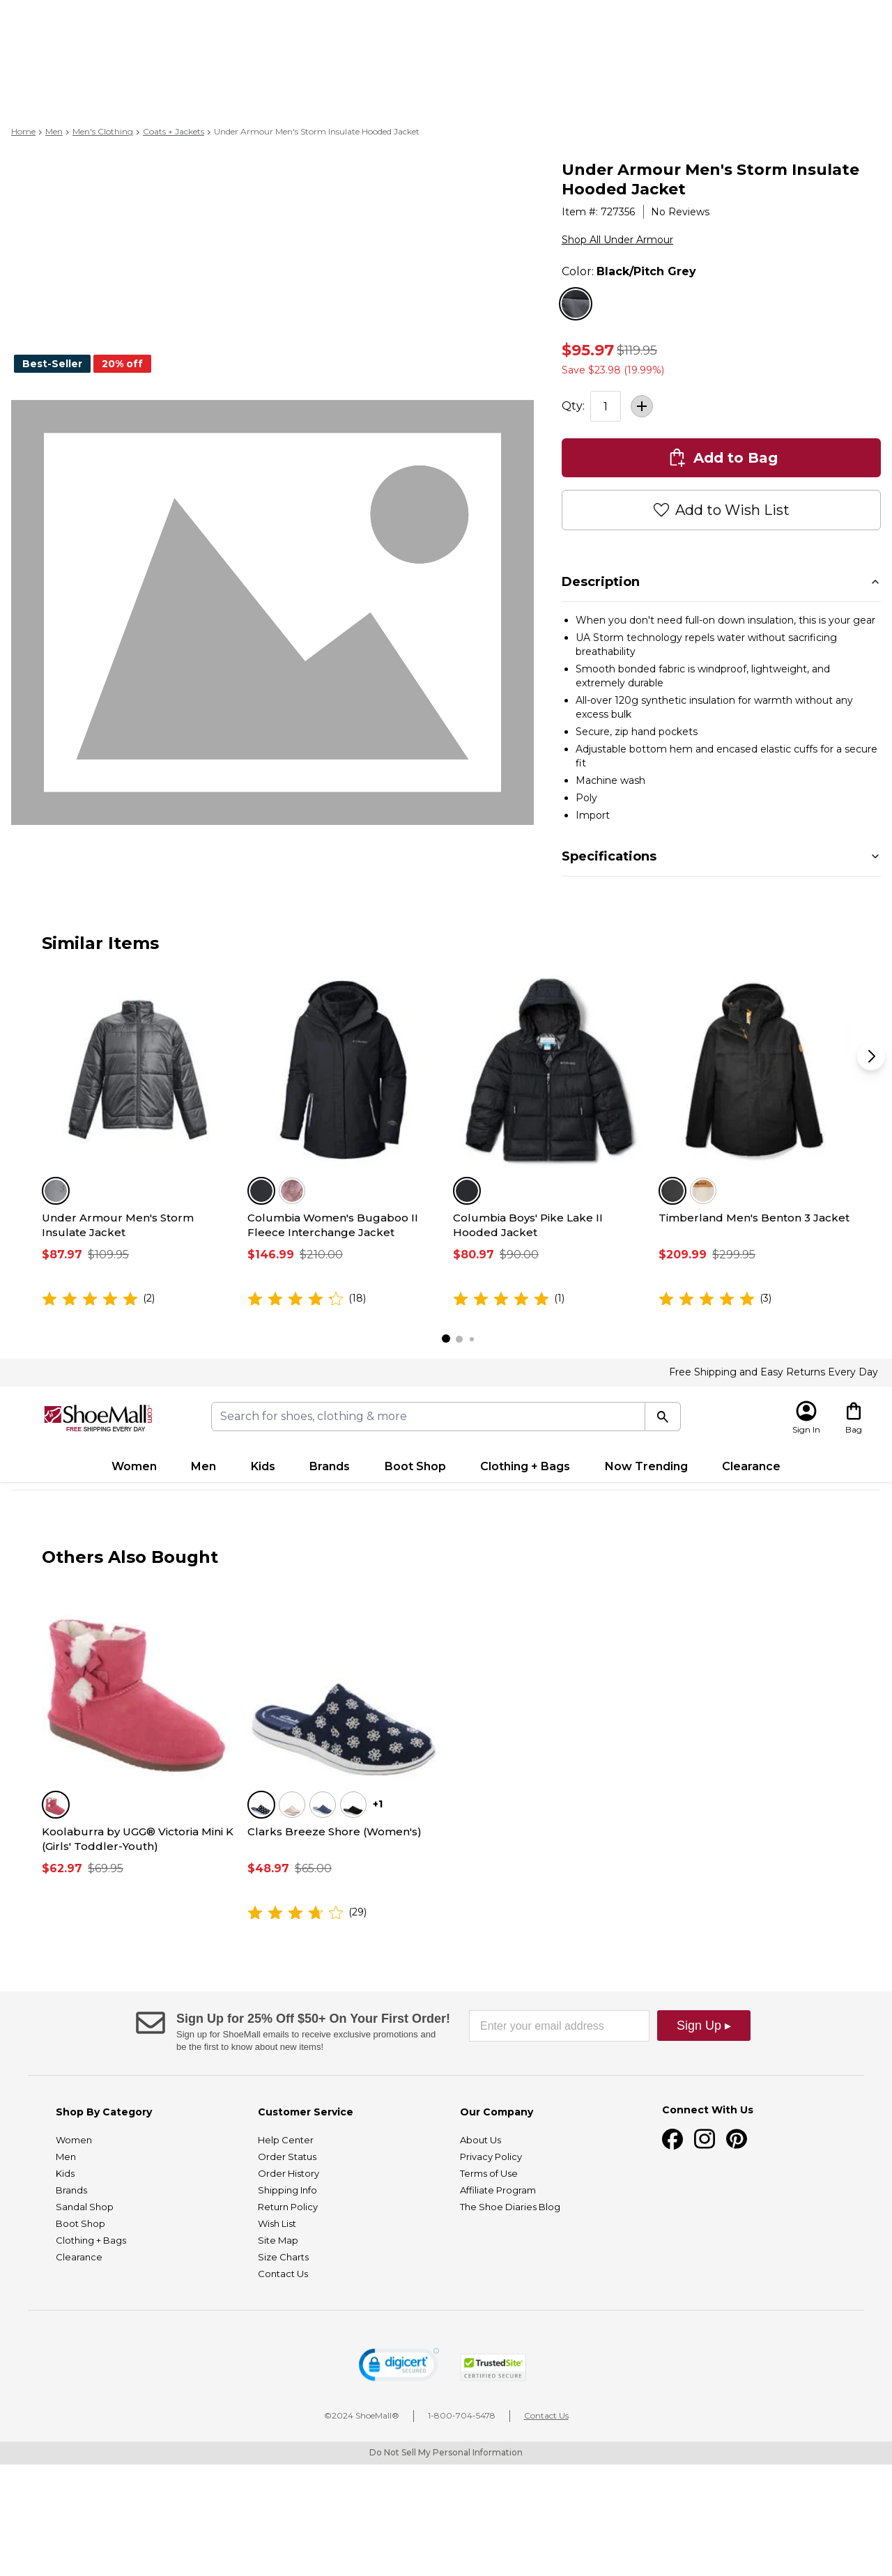 Home > Men > Men's Clothing > Coats + Jackets > Under Armour Men's Storm Insulate Hooded Jacket
Under Armour Men's Storm Insulate
Hooded Jacket
Item #: 727356 | No Reviews
Shop All Under Armour
Color: Black/Pitch Grey
Best-Seller 20% off
$95.97 $119.95
Save $23.98 (19.99%)
Qty: 1
Add to Bag
Add to Wish List
Description
• When you don't need full-on down insulation, this is your gear
• UA Storm technology repels water without sacrificing
breathability
• Smooth bonded fabric is windproof, lightweight, and
extremely durable
• All-over 120g synthetic insulation for warmth without any
excess bulk
• Secure, zip hand pockets
• Adjustable bottom hem and encased elastic cuffs for a secure
fit
• Machine wash
• Poly
• Import
Specifications
Similar Items
Under Armour Men's Storm
Insulate Jacket
$87.97 $109.95
(2)
Columbia Women's Bugaboo II
Fleece Interchange Jacket
$146.99 $210.00
(18)
Columbia Boys' Pike Lake II
Hooded Jacket
$80.97 $90.00
(1)
Timberland Men's Benton 3 Jacket
$209.99 $299.95
(3)
Free Shipping and Easy Returns Every Day
ShoeMall.com
FREE SHIPPING EVERY DAY
Search for shoes, clothing & more
Sign In
Bag
Women Men Kids Brands Boot Shop Clothing + Bags Now Trending Clearance
Others Also Bought
Koolaburra by UGG® Victoria Mini K
(Girls' Toddler-Youth)
$62.97 $69.95
+1
Clarks Breeze Shore (Women's)
$48.97 $65.00
(29)
Sign Up for 25% Off $50+ On Your First Order!
Sign up for ShoeMall emails to receive exclusive promotions and
be the first to know about new items!
Enter your email address
Sign Up ▸
Shop By Category
Women
Men
Kids
Brands
Sandal Shop
Boot Shop
Clothing + Bags
Clearance
Customer Service
Help Center
Order Status
Order History
Shipping Info
Return Policy
Wish List
Site Map
Size Charts
Contact Us
Our Company
About Us
Privacy Policy
Terms of Use
Affiliate Program
The Shoe Diaries Blog
Connect With Us
digicert
SECURED
TrustedSite
CERTIFIED SECURE
©2024 ShoeMall® | 1-800-704-5478 | Contact Us
Do Not Sell My Personal Information